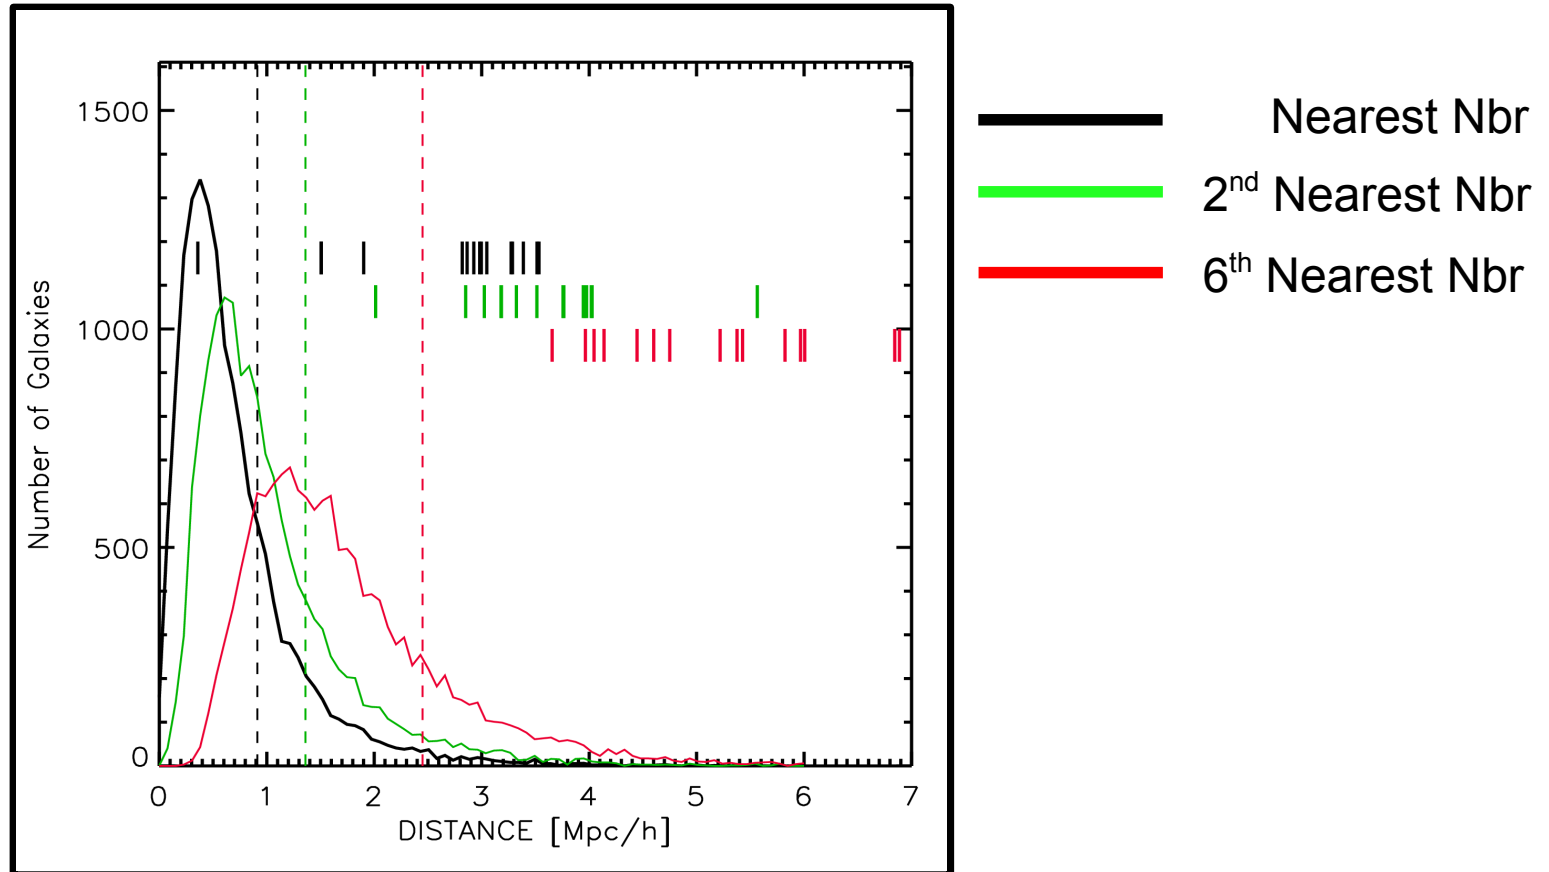 1500
1000
500
0
Number of Galaxies
0 1 2 3 4 5 6 7
DISTANCE [Mpc/h]
Nearest Nbr
2nd Nearest Nbr
6th Nearest Nbr